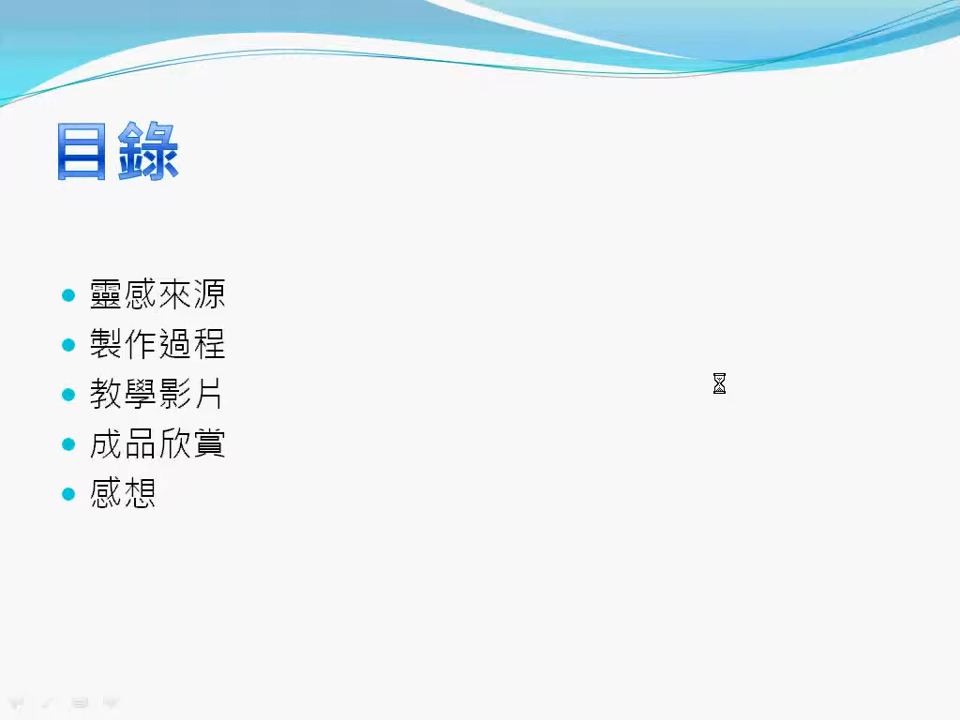 目錄
靈感來源
製作過程
教學影片
成品欣賞
感想